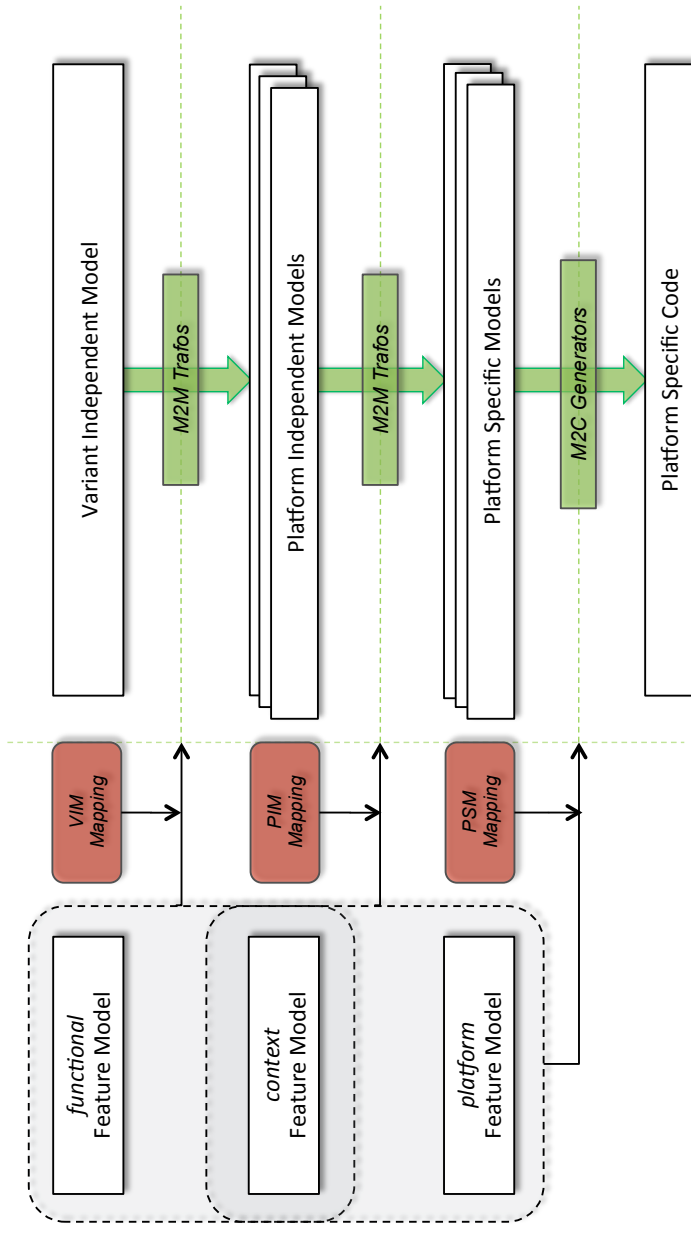 functional
Feature Model
VIM
Mapping
Variant Independent Model
M2M Trafos
context
Feature Model
PIM
Mapping
Platform Independent Models
M2M Trafos
platform
Feature Model
PSM
Mapping
Platform Specific Models
M2C Generators
Platform Specific Code